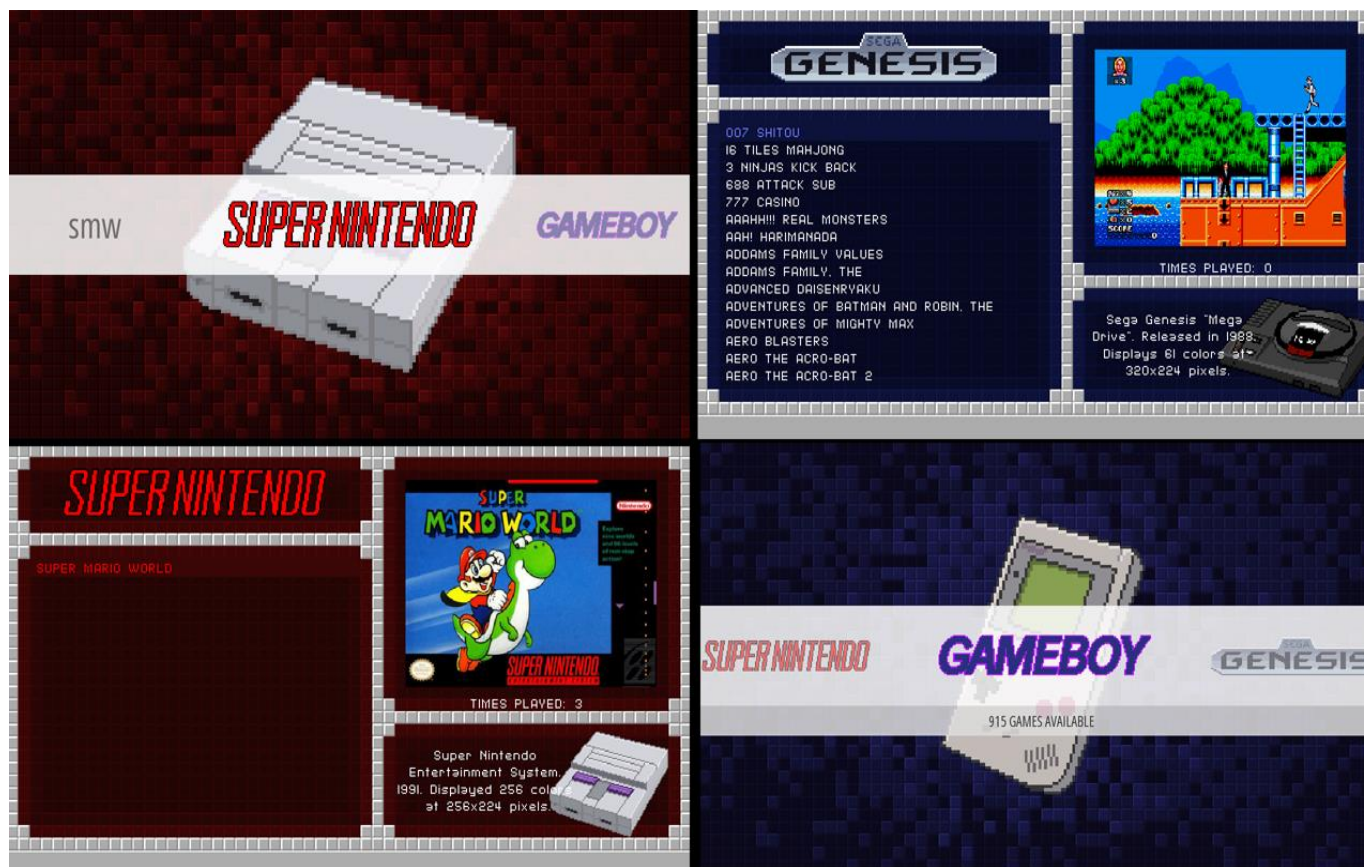 smw
SUPER NINTENDO
GAMEBOY
SEGA
GENESIS
007 SHITOU
16 TILES MAHJONG
3 NINJAS KICK BACK
688 ATTACK SUB
777 CASINO
AAAHH!!! REAL MONSTERS
AAH! HARIMANADA
ADDAMS FAMILY VALUES
ADDAMS FAMILY, THE
ADVANCED DAISENRYAKU
ADVENTURES OF BATMAN AND ROBIN, THE
ADVENTURES OF MIGHTY MAX
AERO BLASTERS
AERO THE ACRO-BAT
AERO THE ACRO-BAT 2
SCORE
0
TIMES PLAYED: 0
Sega Genesis "Mega
Drive". Released in 1988.
Displays 61 colors at
320x224 pixels.
SUPER NINTENDO
SUPER MARIO WORLD
SUPER
MARIO WORLD
Nintendo
SUPER NINTENDO
ENTERTAINMENT SYSTEM
TIMES PLAYED: 3
Super Nintendo
Entertainment System.
1991. Displayed 256 colors
at 256x224 pixels.
SUPER NINTENDO
GAMEBOY
GENESIS
915 GAMES AVAILABLE